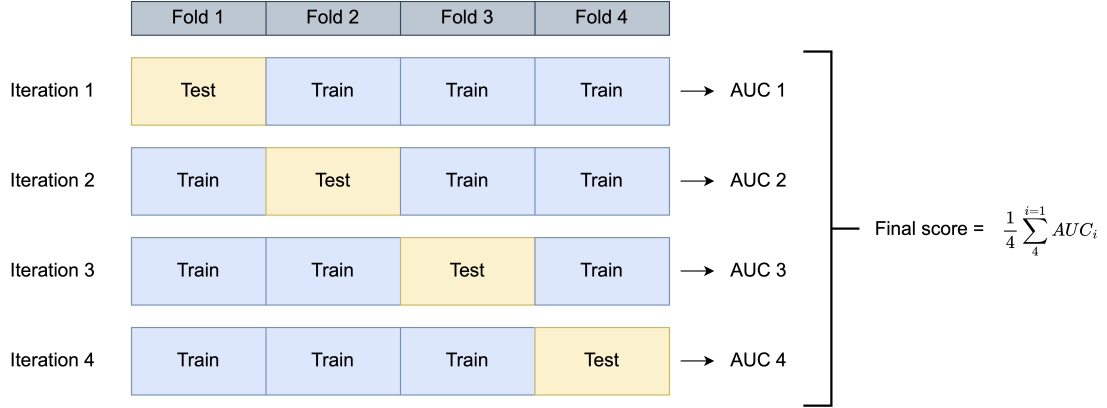 Fold 1 Fold 2 Fold 3 Fold 4
Iteration 1 Test Train Train Train → AUC 1
Iteration 2 Train Test Train Train → AUC 2
Final score = 1/4 ∑_4^{i=1} AUC_i
Iteration 3 Train Train Test Train → AUC 3
Iteration 4 Train Train Train Test → AUC 4